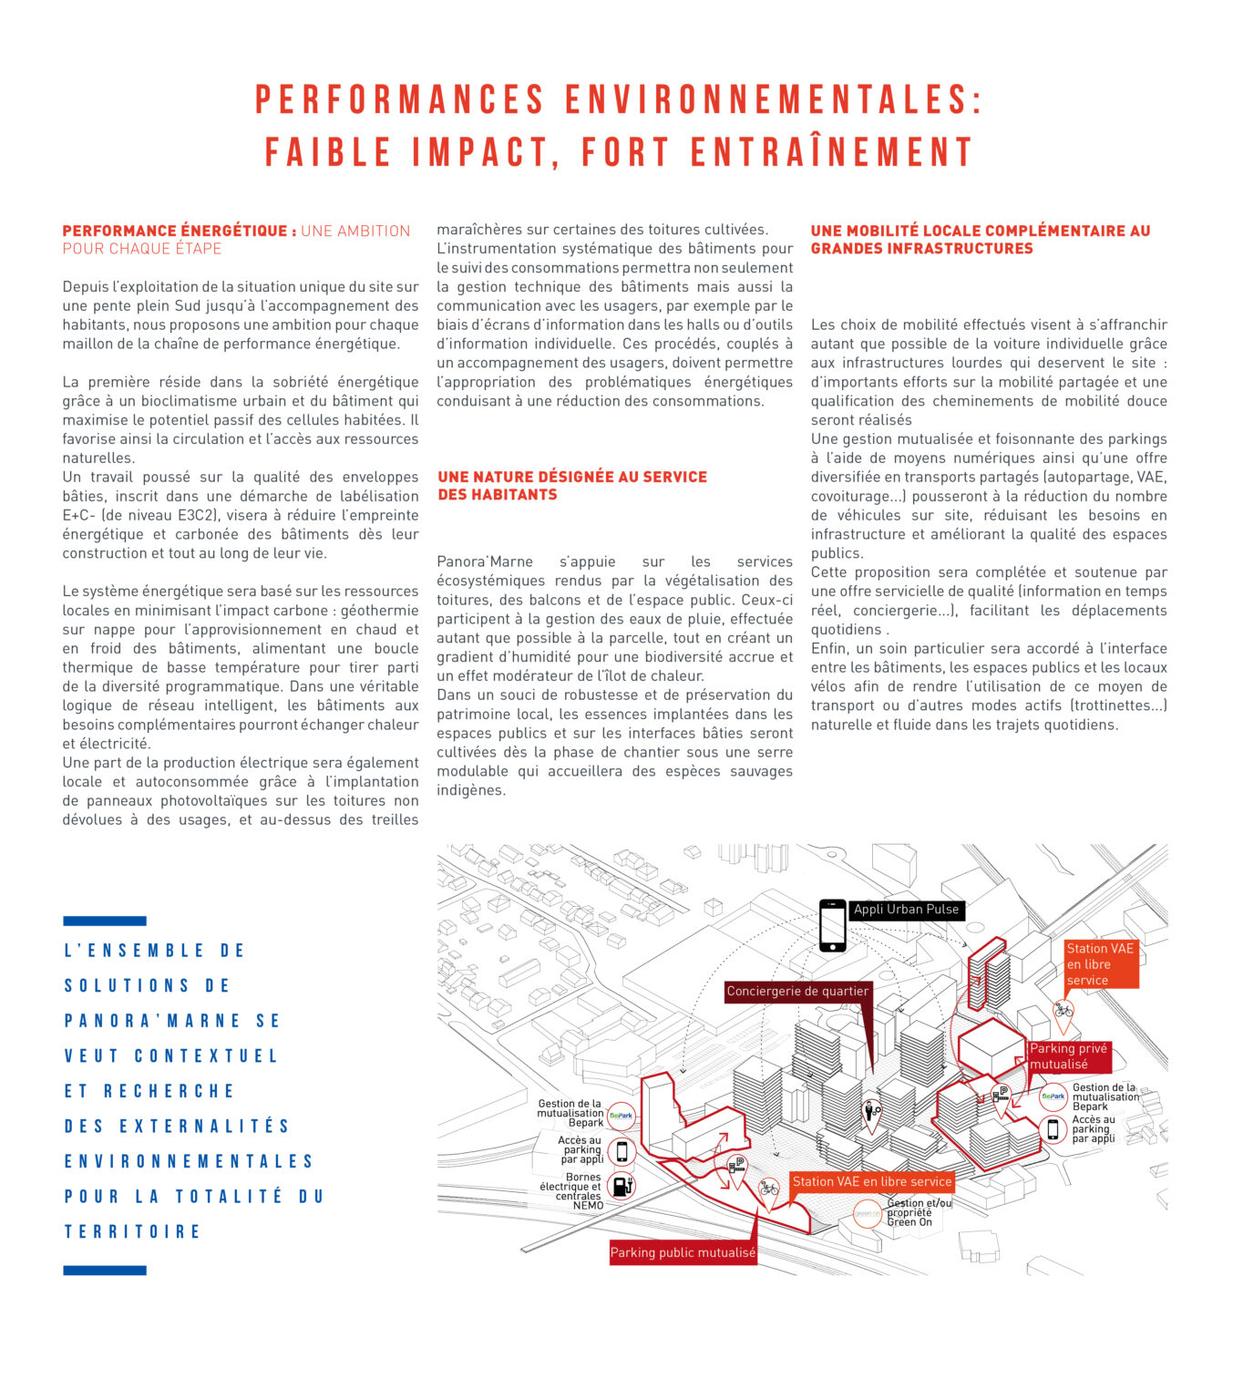 PERFORMANCES ENVIRONNEMENTALES:
FAIBLE IMPACT, FORT ENTRAÎNEMENT
PERFORMANCE ÉNERGÉTIQUE : UNE AMBITION
POUR CHAQUE ÉTAPE
Depuis l'exploitation de la situation unique du site sur
une pente plein Sud jusqu'à l'accompagnement des
habitants, nous proposons une ambition pour chaque
maillon de la chaîne de performance énergétique.
La première réside dans la sobriété énergétique
grâce à un bioclimatisme urbain et du bâtiment qui
maximise le potentiel passif des cellules habitées. Il
favorise ainsi la circulation et l'accès aux ressources
naturelles.
Un travail poussé sur la qualité des enveloppes
bâties, inscrit dans une démarche de labélisation
E+C- (de niveau E3C2), visera à réduire l'empreinte
énergétique et carbonée des bâtiments dès leur
construction et tout au long de leur vie.
Le système énergétique sera basé sur les ressources
locales en minimisant l'impact carbone : géothermie
sur nappe pour l'approvisionnement en chaud et
en froid des bâtiments, alimentant une boucle
thermique de basse température pour tirer parti
de la diversité programmatique. Dans une véritable
logique de réseau intelligent, les bâtiments aux
besoins complémentaires pourront échanger chaleur
et électricité.
Une part de la production électrique sera également
locale et autoconsommée grâce à l'implantation
de panneaux photovoltaïques sur les toitures non
dévolues à des usages, et au-dessus des treilles
maraîchères sur certaines des toitures cultivées.
L'instrumentation systématique des bâtiments pour
le suivi des consommations permettra non seulement
la gestion technique des bâtiments mais aussi la
communication avec les usagers, par exemple par le
biais d'écrans d'information dans les halls ou d'outils
d'information individuelle. Ces procédés, couplés à
un accompagnement des usagers, doivent permettre
l'appropriation des problématiques énergétiques
conduisant à une réduction des consommations.
UNE NATURE DÉSIGNÉE AU SERVICE
DES HABITANTS
Panora'Marne s'appuie sur les services
écosystémiques rendus par la végétalisation des
toitures, des balcons et de l'espace public. Ceux-ci
participent à la gestion des eaux de pluie, effectuée
autant que possible à la parcelle, tout en créant un
gradient d'humidité pour une biodiversité accrue et
un effet modérateur de l'îlot de chaleur.
Dans un souci de robustesse et de préservation du
patrimoine local, les essences implantées dans les
espaces publics et sur les interfaces bâties seront
cultivées dès la phase de chantier sous une serre
modulable qui accueillera des espèces sauvages
indigènes.
UNE MOBILITÉ LOCALE COMPLÉMENTAIRE AU
GRANDES INFRASTRUCTURES
Les choix de mobilité effectués visent à s'affranchir
autant que possible de la voiture individuelle grâce
aux infrastructures lourdes qui deservent le site :
d'importants efforts sur la mobilité partagée et une
qualification des cheminements de mobilité douce
seront réalisés
Une gestion mutualisée et foisonnante des parkings
à l'aide de moyens numériques ainsi qu'une offre
diversifiée en transports partagés (autopartage, VAE,
covoiturage...) pousseront à la réduction du nombre
de véhicules sur site, réduisant les besoins en
infrastructure et améliorant la qualité des espaces
publics.
Cette proposition sera complétée et soutenue par
une offre servicielle de qualité (information en temps
réel, conciergerie...), facilitant les déplacements
quotidiens .
Enfin, un soin particulier sera accordé à l'interface
entre les bâtiments, les espaces publics et les locaux
vélos afin de rendre l'utilisation de ce moyen de
transport ou d'autres modes actifs (trottinettes...)
naturelle et fluide dans les trajets quotidiens.
L'ENSEMBLE DE
SOLUTIONS DE
PANORA'MARNE SE
VEUT CONTEXTUEL
ET RECHERCHE
DES EXTERNALITÉS
ENVIRONNEMENTALES
POUR LA TOTALITÉ DU
TERRITOIRE
Appli Urban Pulse
Station VAE
en libre
service
Conciergerie de quartier
Parking privé
mutualisé
Gestion de la
mutualisation
Bepark
BePark
Accès au
parking
par appli
Gestion de la
mutualisation
Bepark
BePark
Accès au
parking
par appli
Bornes
électrique et
centrales
NEMO
P
P
Station VAE en libre service
green on
Gestion et/ou
propriété
Green On
Parking public mutualisé